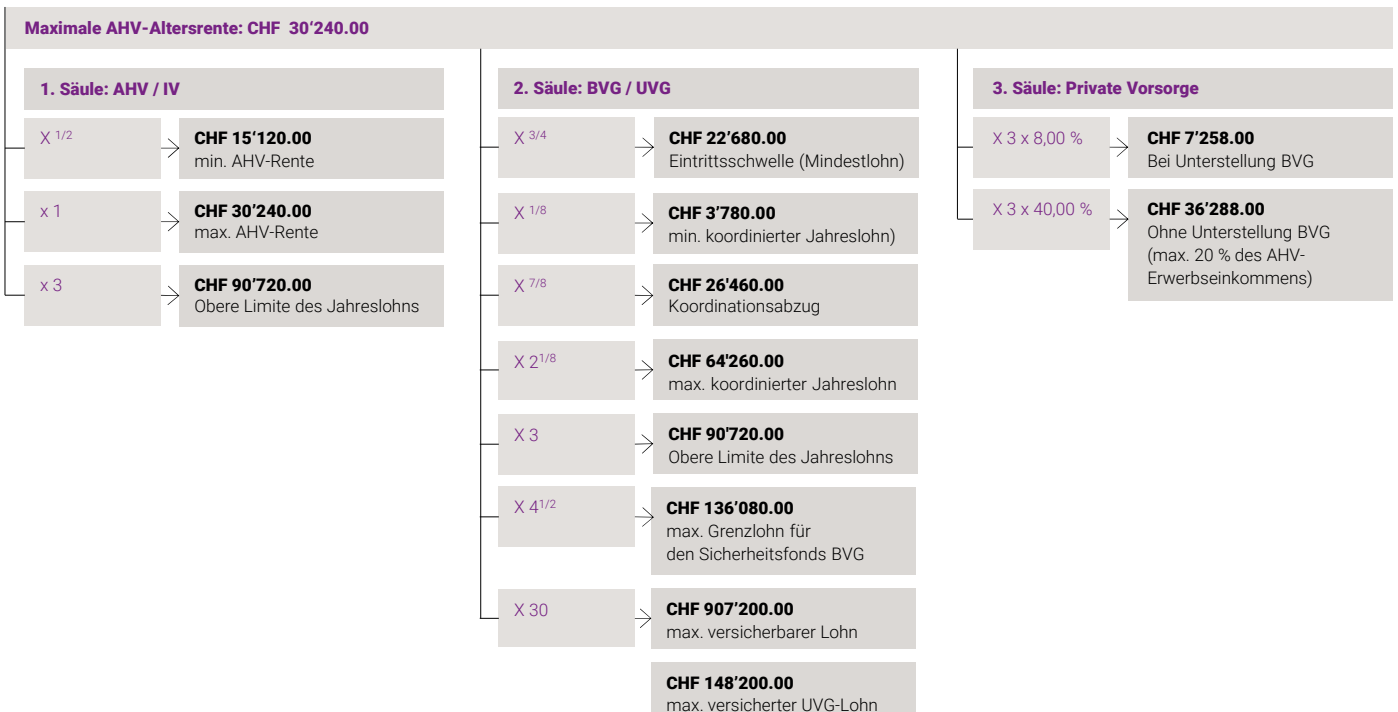 Maximale AHV-Altersrente: CHF  30‘240.00
1. Säule: AHV / IV
X 1/2
CHF 15‘120.00
min. AHV-Rente
x 1
CHF 30‘240.00
max. AHV-Rente
x 3
CHF 90’720.00
Obere Limite des Jahreslohns
2. Säule: BVG / UVG
X 3/4
CHF 22‘680.00
Eintrittsschwelle (Mindestlohn)
X 1/8
CHF 3'780.00
min. koordinierter Jahreslohn)
X 7/8
CHF 26'460.00
Koordinationsabzug
X 21/8
CHF 64'260.00
max. koordinierter Jahreslohn
X 3
CHF 90'720.00
Obere Limite des Jahreslohns
X 41/2
CHF 136’080.00
max. Grenzlohn für
den Sicherheitsfonds BVG
X 30
CHF 907’200.00
max. versicherbarer Lohn
CHF 148’200.00
max. versicherter UVG-Lohn
3. Säule: Private Vorsorge
X 3 x 8,00 %
CHF 7’258.00
Bei Unterstellung BVG
X 3 x 40,00 %
CHF 36’288.00
Ohne Unterstellung BVG
(max. 20 % des AHV-
Erwerbseinkommens)